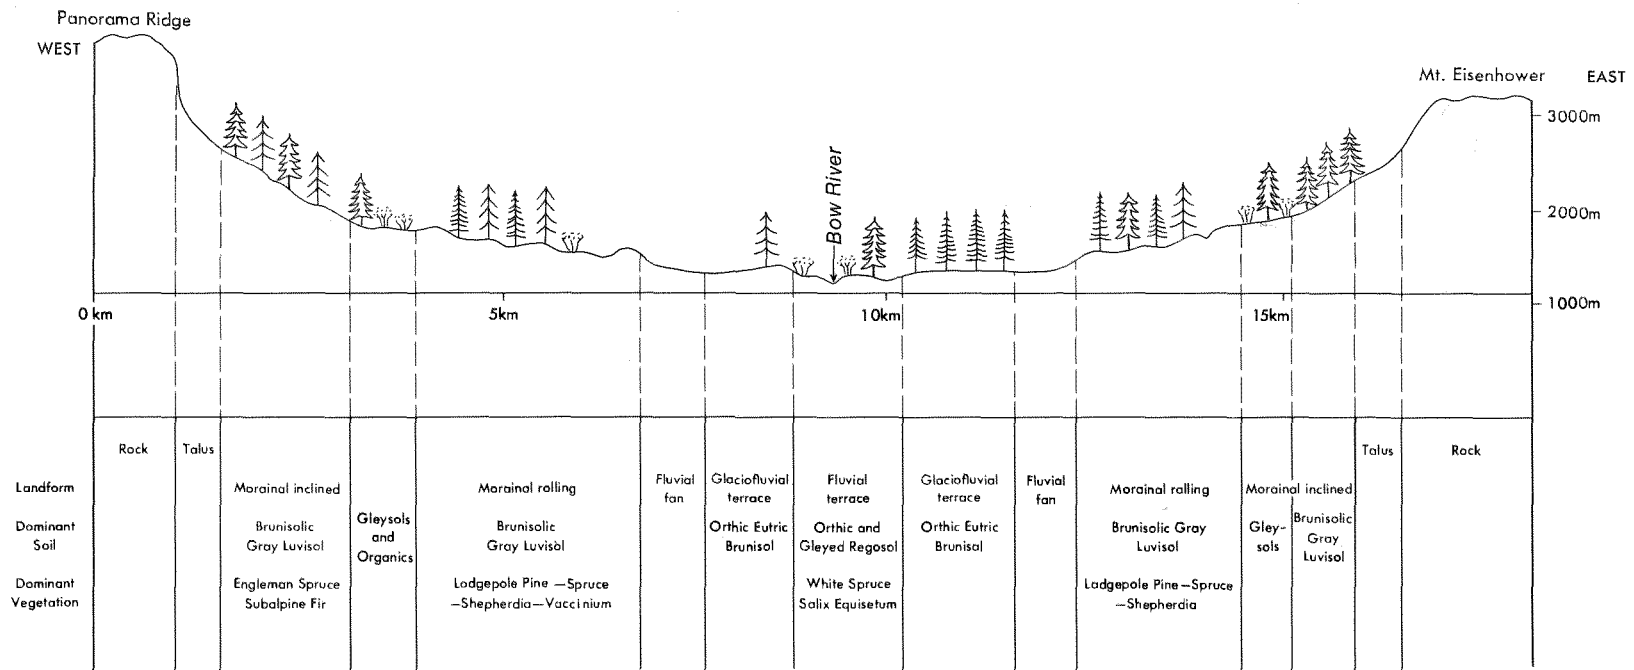 Panorama Ridge
WEST
Mt. Eisenhower
EAST
3000m
2000m
1000m
Bow River
0 km
5km
10km
15km
Landform
Dominant
Soil
Dominant
Vegetation
Rock
Talus
Morainal inclined
Brunisolic
Gray Luvisol
Engleman Spruce
Subalpine Fir
Gleysols
and
Organics
Morainal rolling
Brunisolic
Gray Luvisol
Lodgepole Pine —Spruce
—Shepherdia—Vaccinium
Fluvial
fan
Glaciofluvial
terrace
Orthic Eutric
Brunisol
Fluvial
terrace
Orthic and
Gleyed Regosol
White Spruce
Salix Equisetum
Glaciofluvial
terrace
Orthic Eutric
Brunisol
Fluvial
fan
Morainal rolling
Brunisolic Gray
Luvisol
Lodgepole Pine—Spruce
—Shepherdia
Morainal inclined
Gley-
sols
Brunisolic
Gray
Luvisol
Talus
Rock